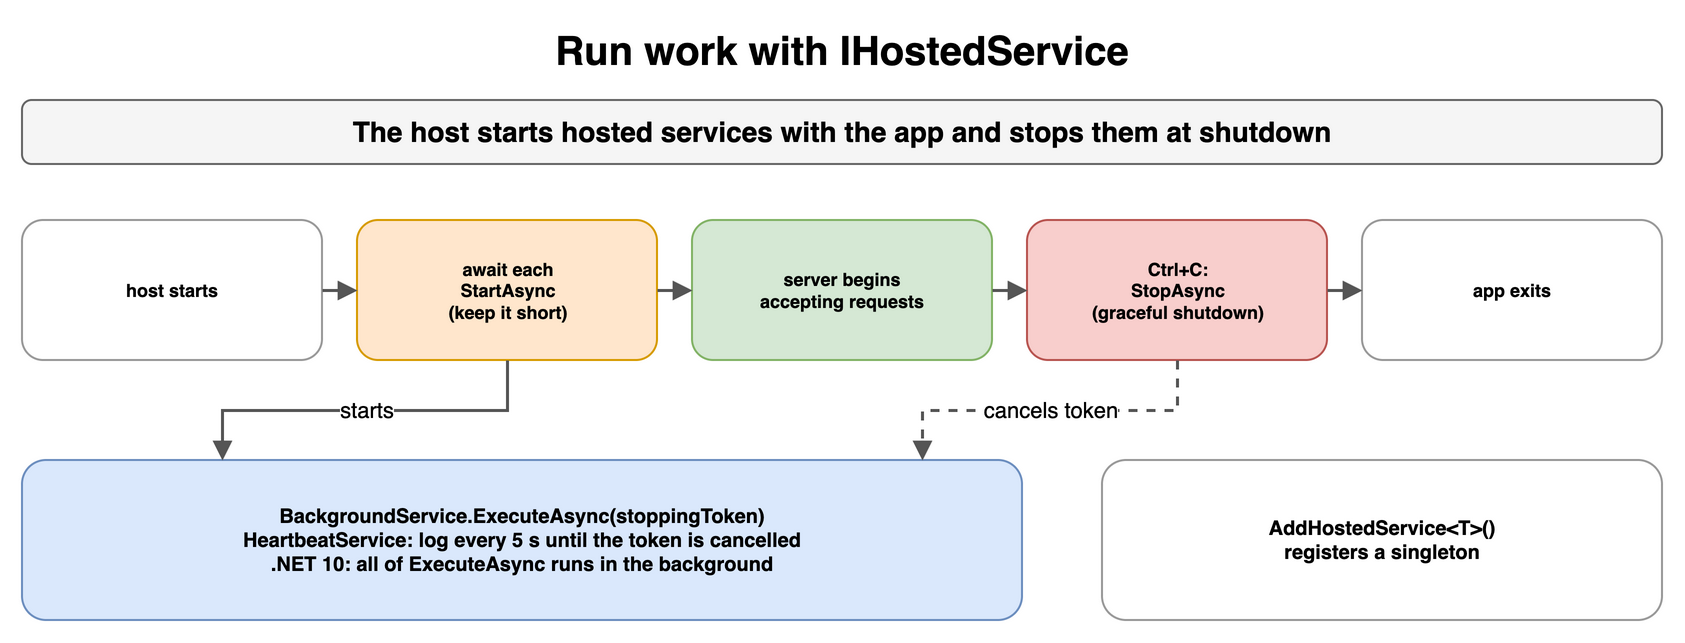 Run work with IHostedService
The host starts hosted services with the app and stops them at shutdown
host starts
await each
StartAsync
(keep it short)
server begins
accepting requests
Ctrl+C:
StopAsync
(graceful shutdown)
app exits
starts
cancels token
BackgroundService.ExecuteAsync(stoppingToken)
HeartbeatService: log every 5 s until the token is cancelled
.NET 10: all of ExecuteAsync runs in the background
AddHostedService<T>()
registers a singleton